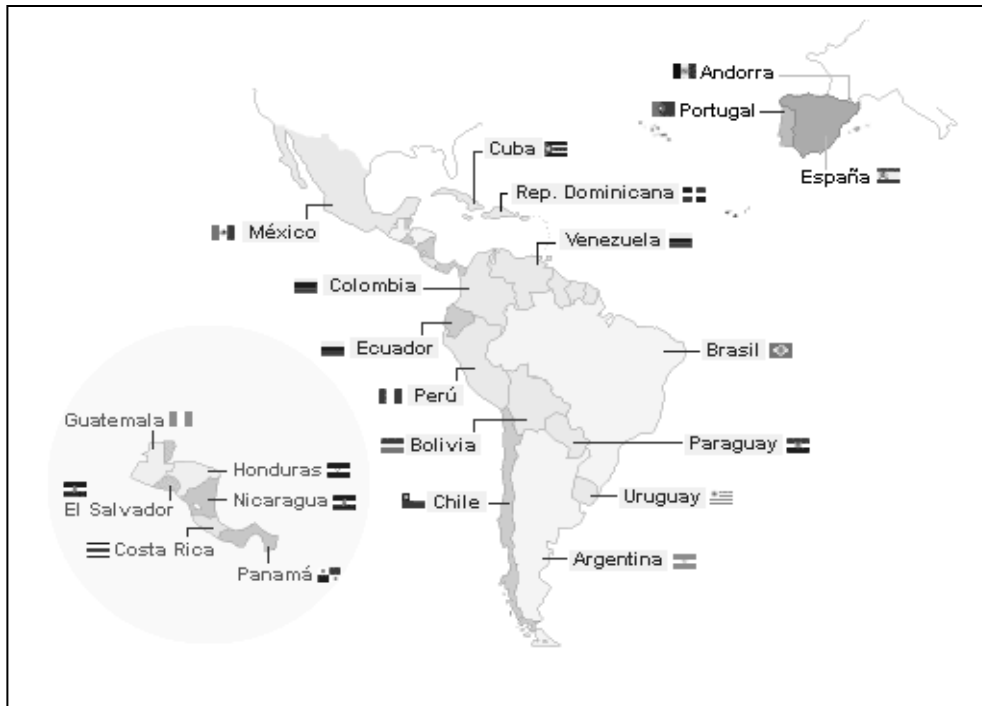 Andorra
Portugal
España
Cuba
Rep. Dominicana
México
Venezuela
Colombia
Ecuador
Brasil
Perú
Bolivia
Paraguay
Chile
Uruguay
Argentina
Guatemala
Honduras
Nicaragua
El Salvador
Costa Rica
Panamá